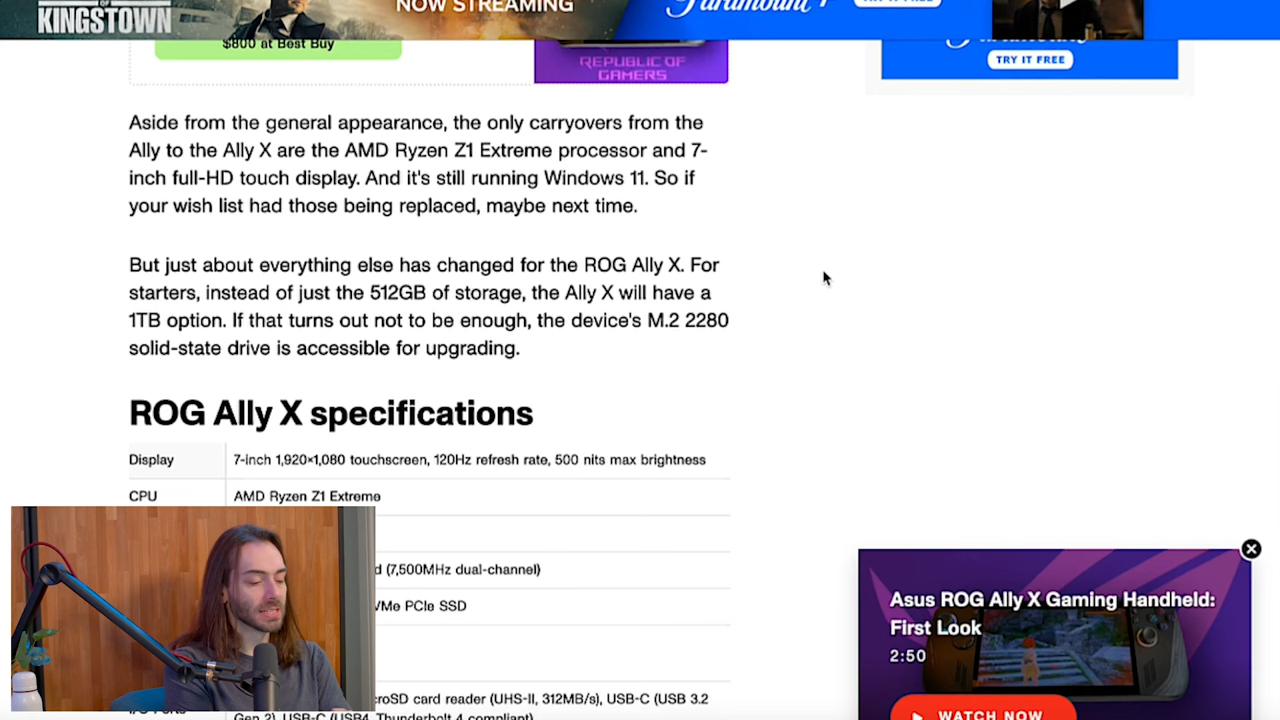 OF
KINGSTOWN
NOW STREAMING
Paramount+
TRY IT FREE
$800 at Best Buy
REPUBLIC OF
GAMERS
TRY IT FREE
Aside from the general appearance, the only carryovers from the
Ally to the Ally X are the AMD Ryzen Z1 Extreme processor and 7-
inch full-HD touch display. And it's still running Windows 11. So if
your wish list had those being replaced, maybe next time.
But just about everything else has changed for the ROG Ally X. For
starters, instead of just the 512GB of storage, the Ally X will have a
1TB option. If that turns out not to be enough, the device's M.2 2280
solid-state drive is accessible for upgrading.
ROG Ally X specifications
Display 7-inch 1,920×1,080 touchscreen, 120Hz refresh rate, 500 nits max brightness
CPU AMD Ryzen Z1 Extreme
d (7,500MHz dual-channel)
VMe PCIe SSD
croSD card reader (UHS-II, 312MB/s), USB-C (USB 3.2
Gen 2), USB-C (USB4, Thunderbolt 4 compliant)
Asus ROG Ally X Gaming Handheld:
First Look
2:50
WATCH NOW